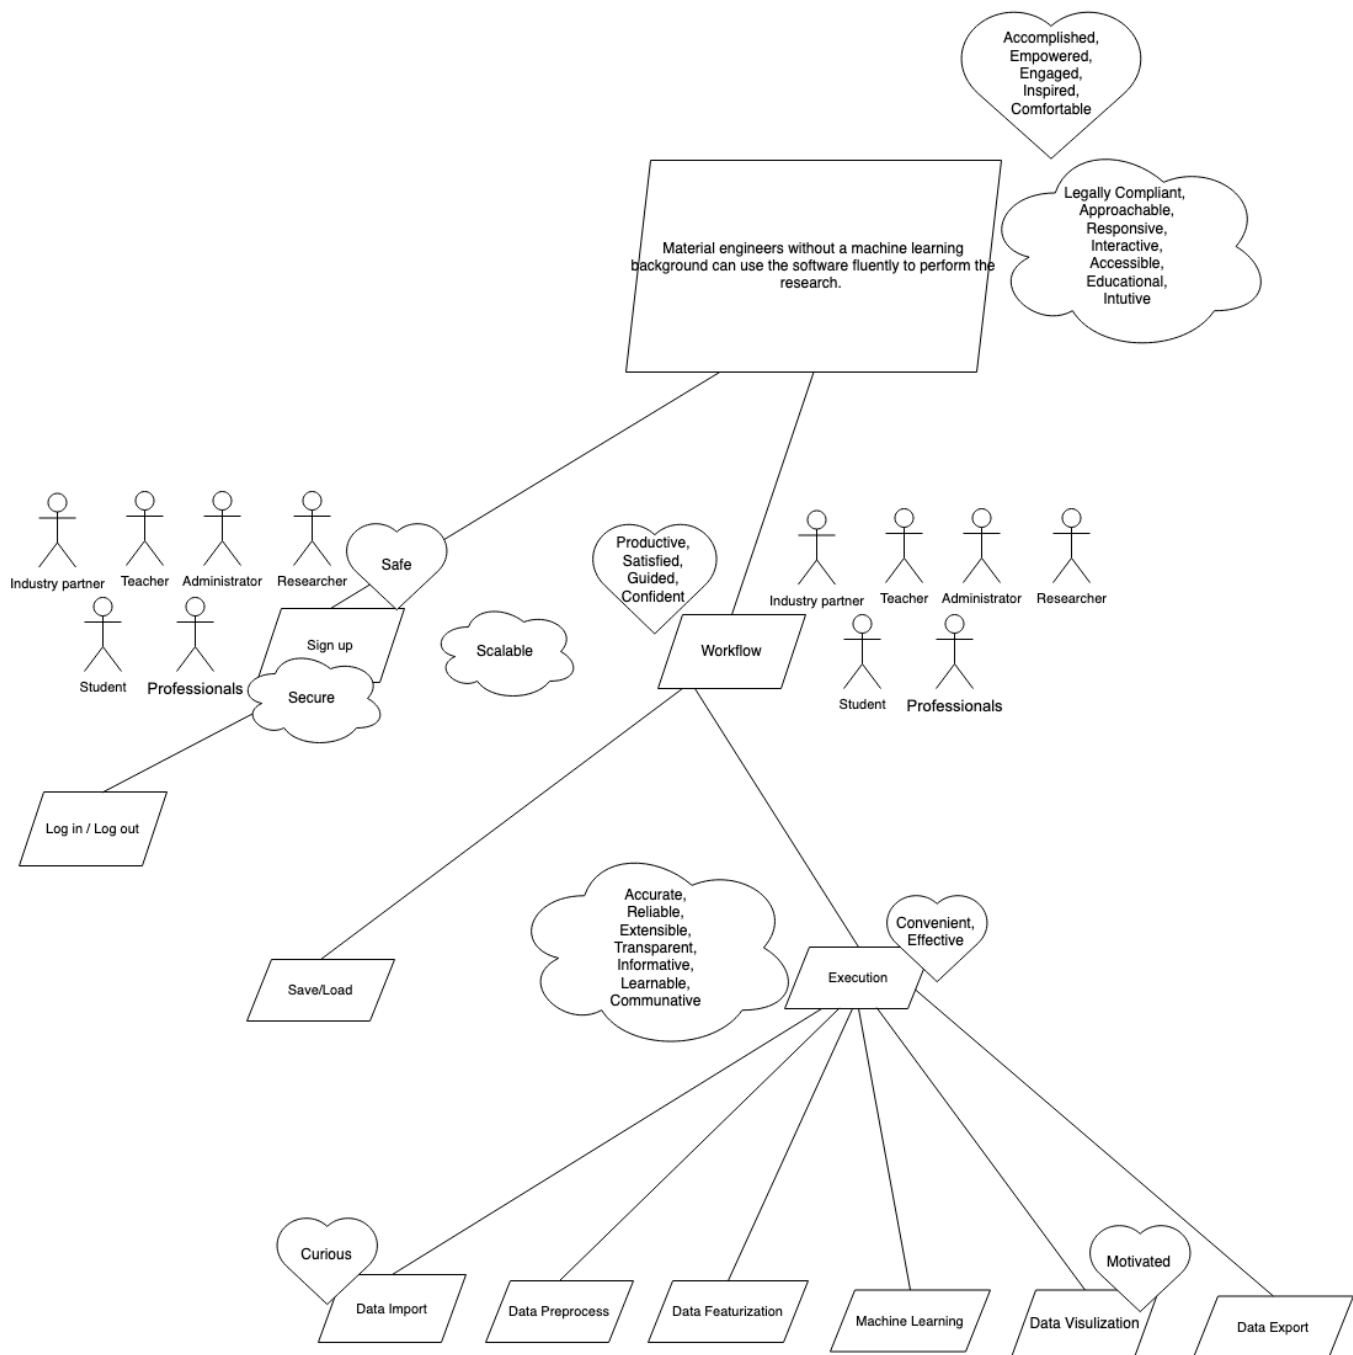 Accomplished,
Empowered,
Engaged,
Inspired,
Comfortable
Legally Compliant,
Approachable,
Responsive,
Interactive,
Accessible,
Educational,
Intutive
Material engineers without a machine learning
background can use the software fluently to perform the
research.
Industry partner
Teacher
Administrator
Researcher
Student
Professionals
Safe
Sign up
Secure
Scalable
Productive,
Satisfied,
Guided,
Confident
Workflow
Industry partner
Teacher
Administrator
Researcher
Student
Professionals
Log in / Log out
Save/Load
Accurate,
Reliable,
Extensible,
Transparent,
Informative,
Learnable,
Communative
Convenient,
Effective
Execution
Curious
Data Import
Data Preprocess
Data Featurization
Machine Learning
Motivated
Data Visulization
Data Export